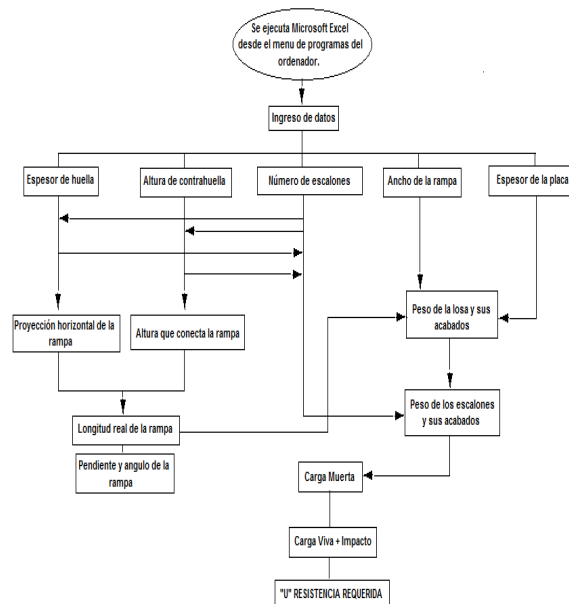 Se ejecuta Microsoft Excel
desde el menu de programas del
ordenador.
Ingreso de datos
Espesor de huella
Altura de contrahuella
Número de escalones
Ancho de la rampa
Espesor de la placa
Proyección horizontal de la
rampa
Altura que conecta la rampa
Peso de la losa y sus
acabados
Longitud real de la rampa
Pendiente y angulo de la
rampa
Peso de los escalones
y sus acabados
Carga Muerta
Carga Viva + Impacto
"U" RESISTENCIA REQUERIDA